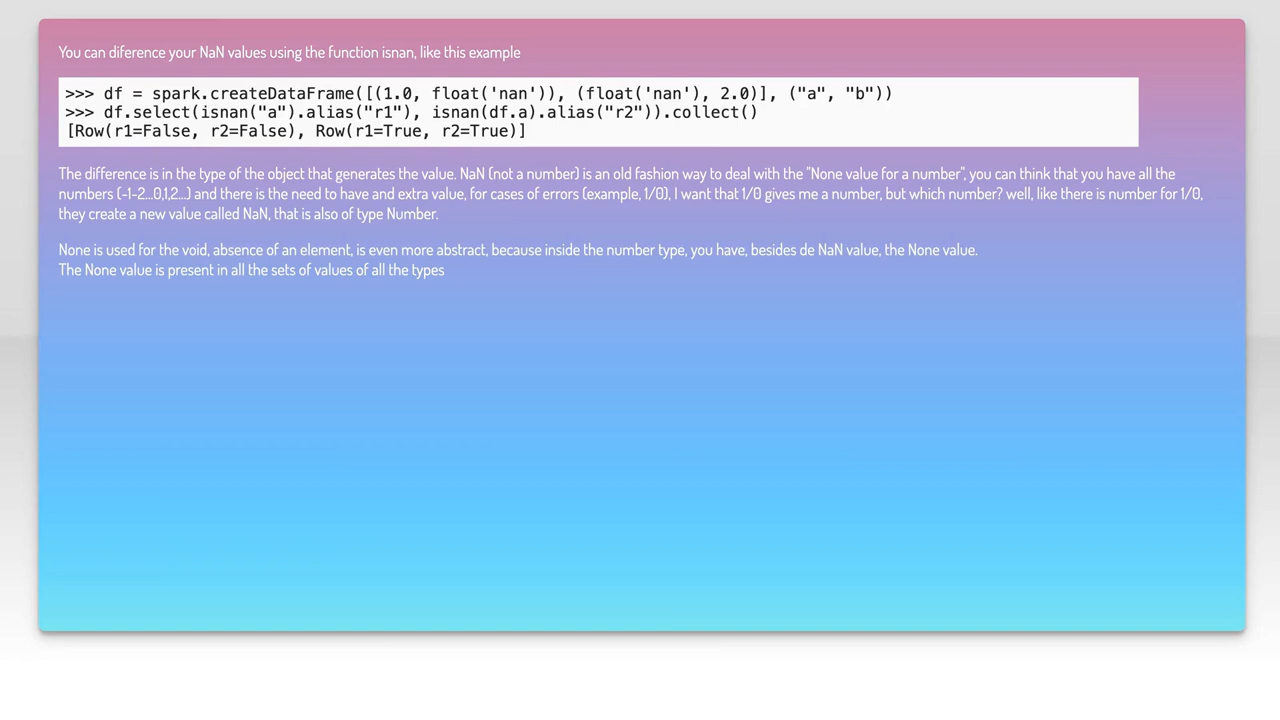 You can diference your NaN values using the function isnan, like this example
>>> df = spark.createDataFrame([(1.0, float('nan')), (float('nan'), 2.0)], ("a", "b"))
>>> df.select(isnan("a").alias("r1"), isnan(df.a).alias("r2")).collect()
[Row(r1=False, r2=False), Row(r1=True, r2=True)]
The difference is in the type of the object that generates the value. NaN (not a number) is an old fashion way to deal with the "None value for a number", you can think that you have all the
numbers (-1-2...0,1,2...) and there is the need to have and extra value, for cases of errors (example, 1/0), I want that 1/0 gives me a number, but which number? well, like there is number for 1/0,
they create a new value called NaN, that is also of type Number.
None is used for the void, absence of an element, is even more abstract, because inside the number type, you have, besides de NaN value, the None value.
The None value is present in all the sets of values of all the types